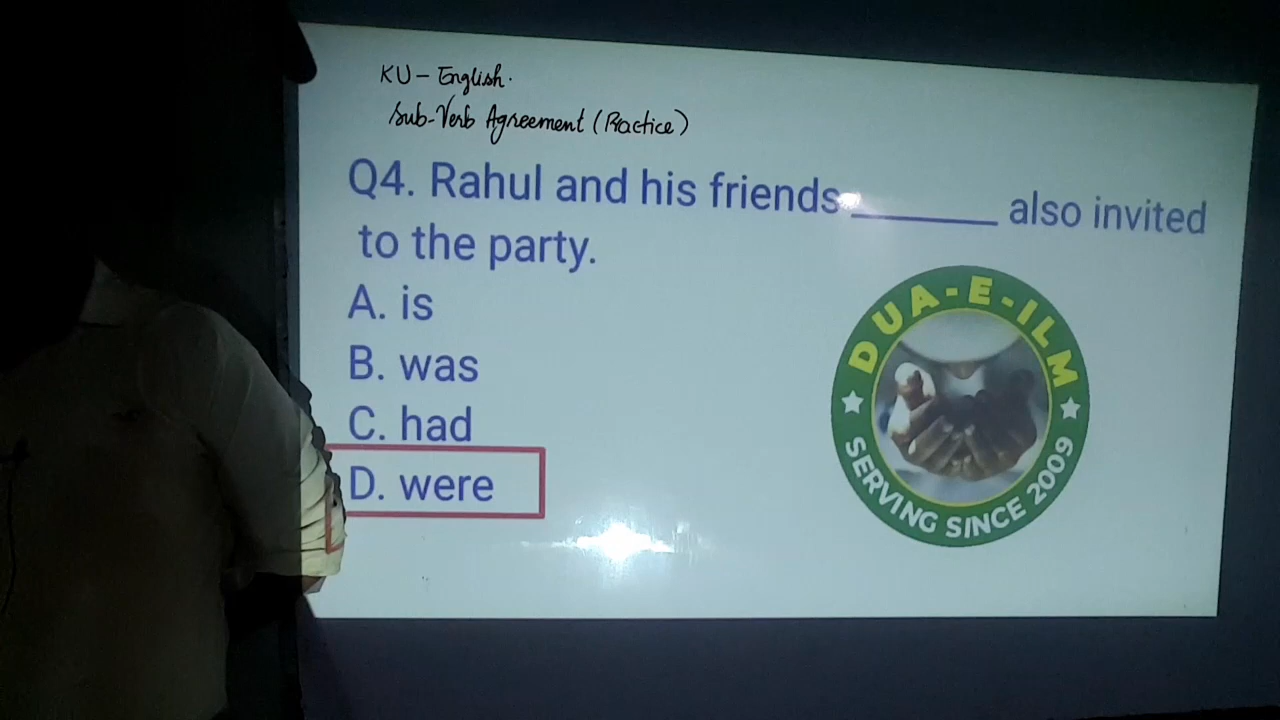 KU - English.
Sub-Verb Agreement (Practice)
Q4. Rahul and his friends ______ also invited
to the party.
A. is
B. was
C. had
D. were
DUA-E-ILM
SERVING SINCE 2009